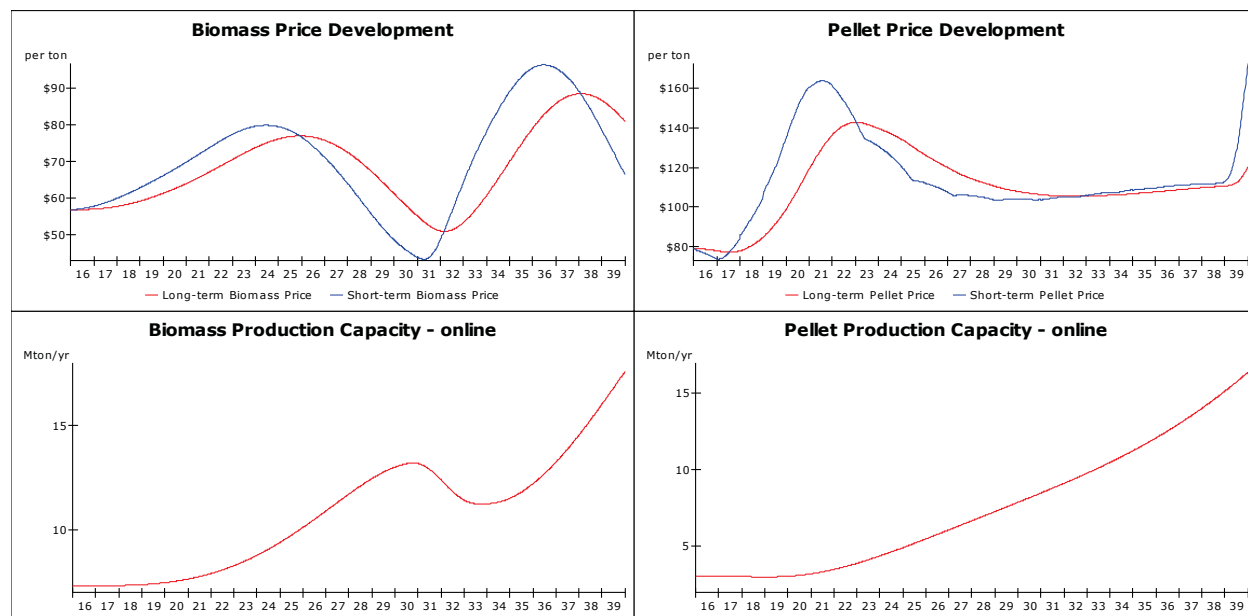 Biomass Price Development
per ton
$90
$80
$70
$60
$50
16 17 18 19 20 21 22 23 24 25 26 27 28 29 30 31 32 33 34 35 36 37 38 39
Long-term Biomass Price Short-term Biomass Price
Pellet Price Development
per ton
$160
$140
$120
$100
$80
16 17 18 19 20 21 22 23 24 25 26 27 28 29 30 31 32 33 34 35 36 37 38 39
Long-term Pellet Price Short-term Pellet Price
Biomass Production Capacity - online
Mton/yr
15
10
16 17 18 19 20 21 22 23 24 25 26 27 28 29 30 31 32 33 34 35 36 37 38 39
Pellet Production Capacity - online
Mton/yr
15
10
5
16 17 18 19 20 21 22 23 24 25 26 27 28 29 30 31 32 33 34 35 36 37 38 39